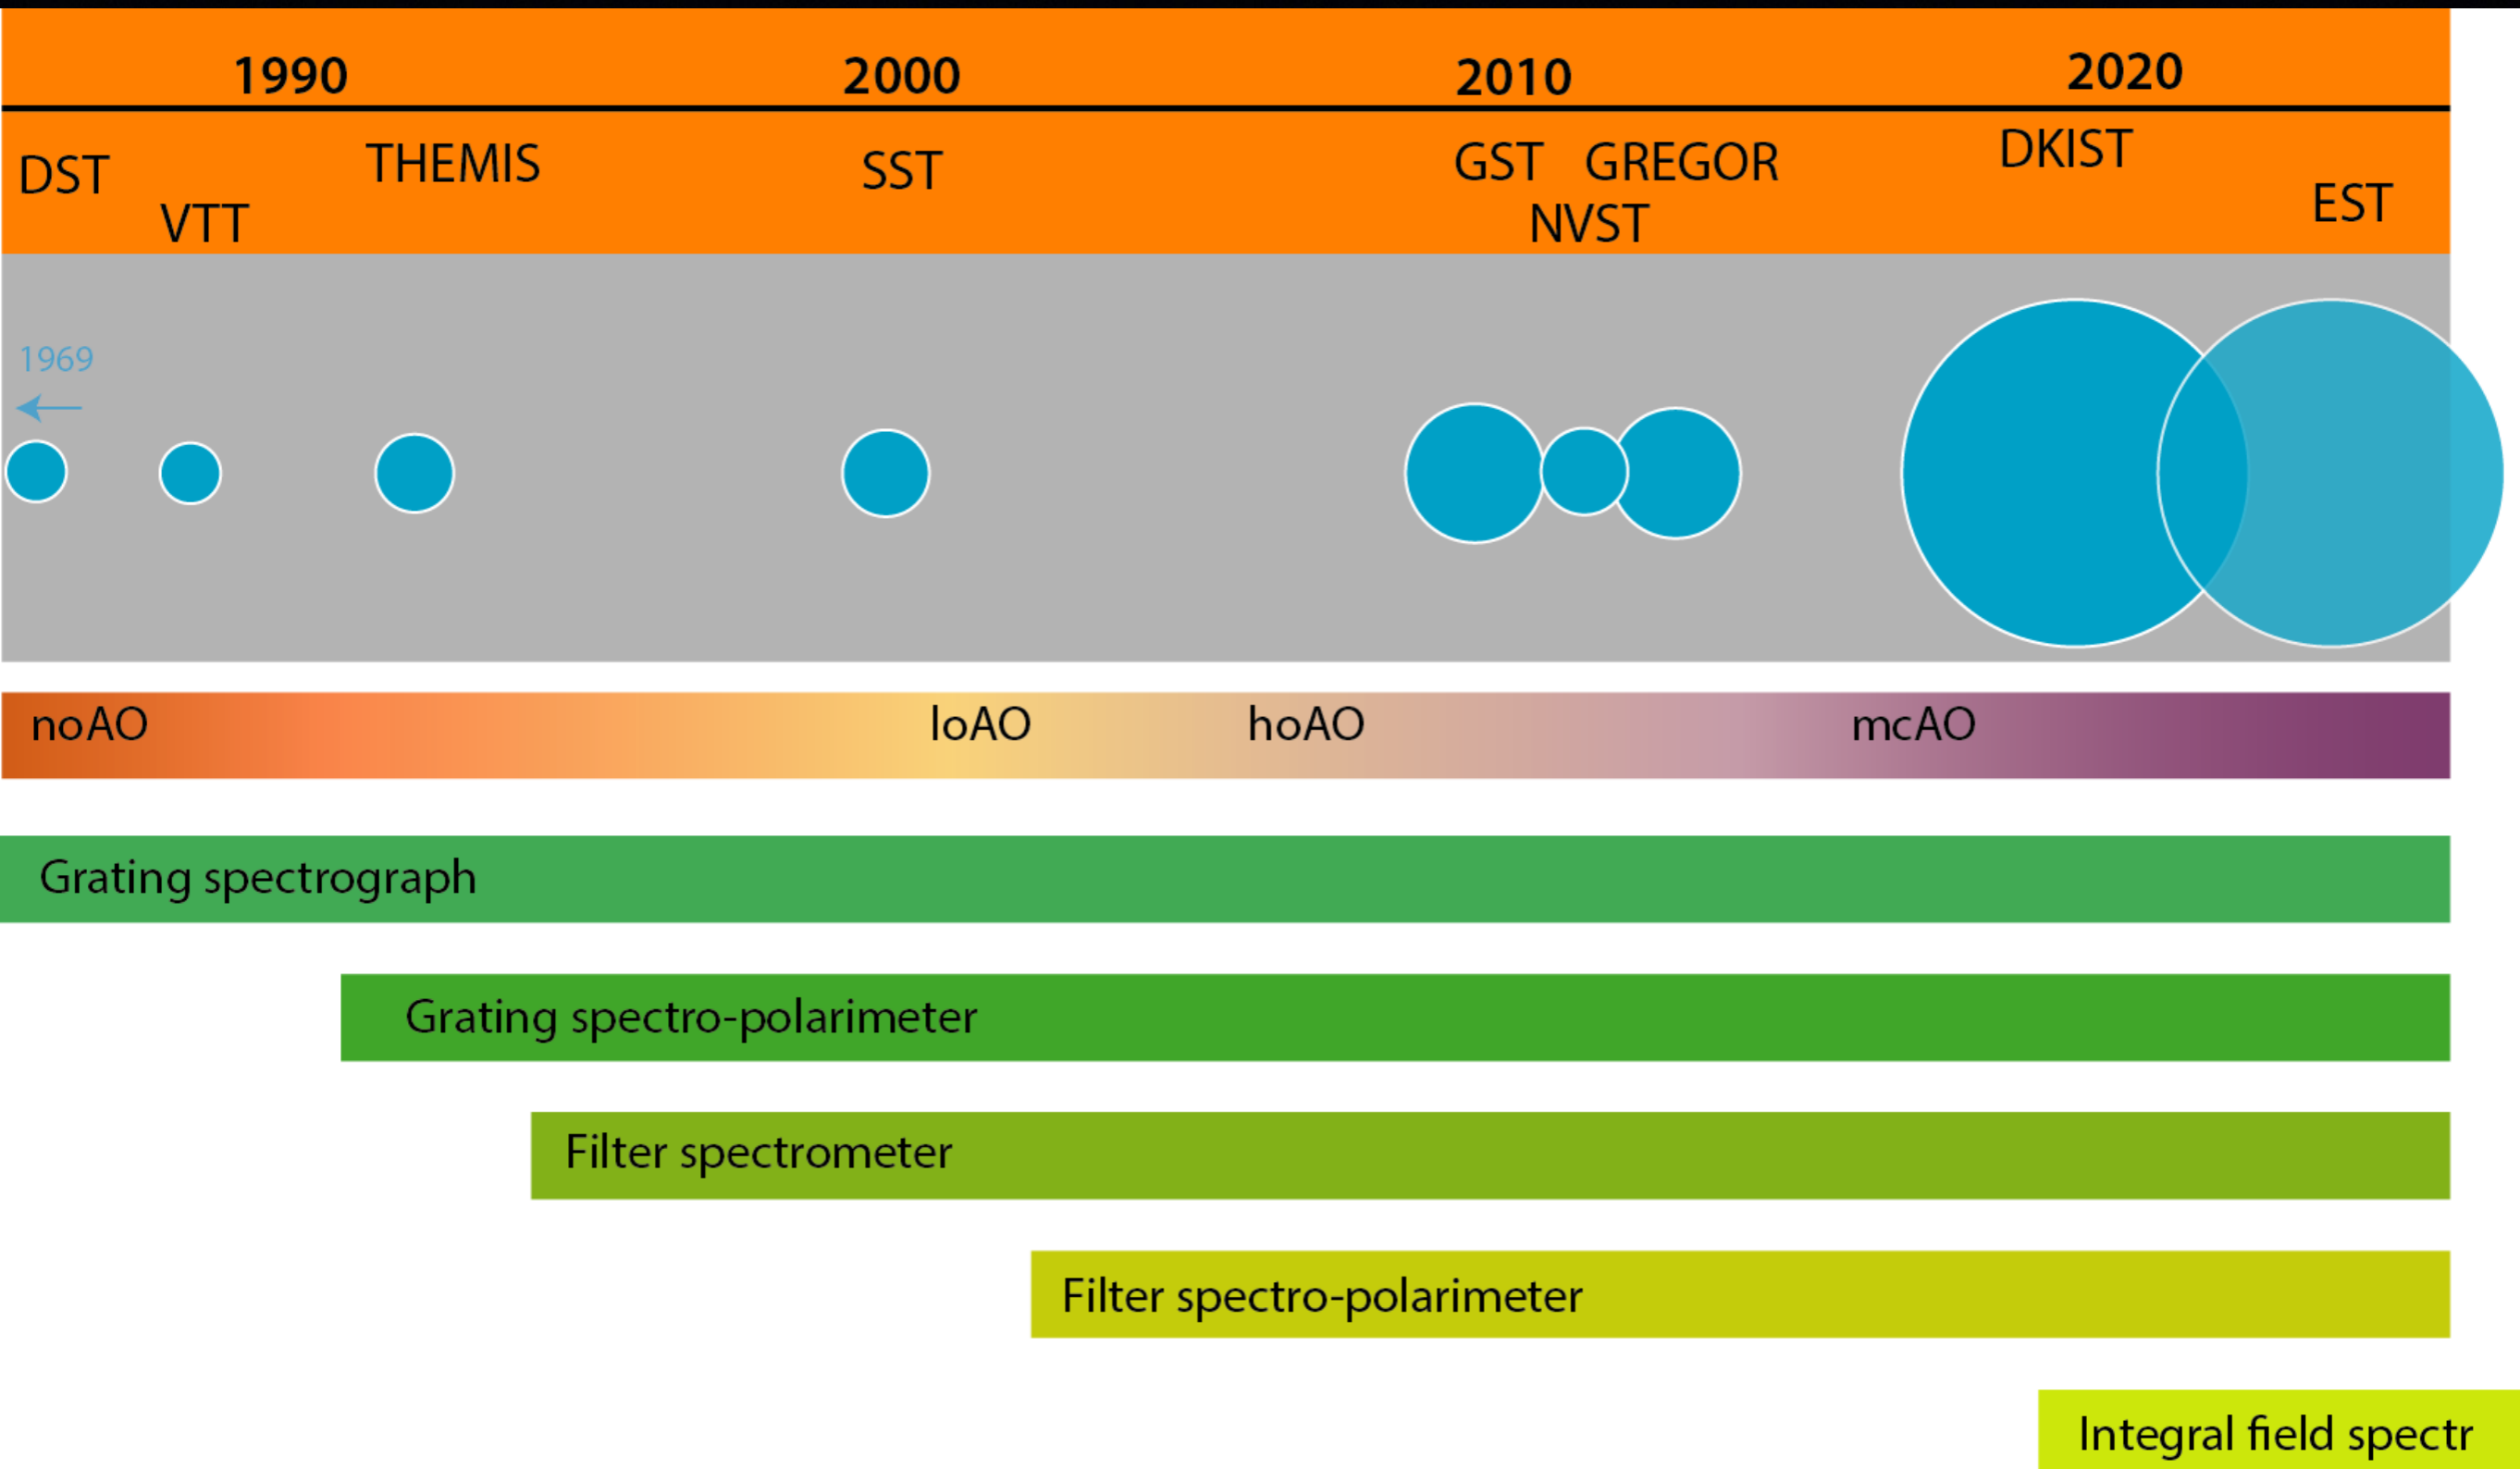 1990 2000 2010 2020
DST THEMIS SST GST GREGOR DKIST
VTT NVST EST
1969
noAO loAO hoAO mcAO
Grating spectrograph
Grating spectro-polarimeter
Filter spectrometer
Filter spectro-polarimeter
Integral field spectr